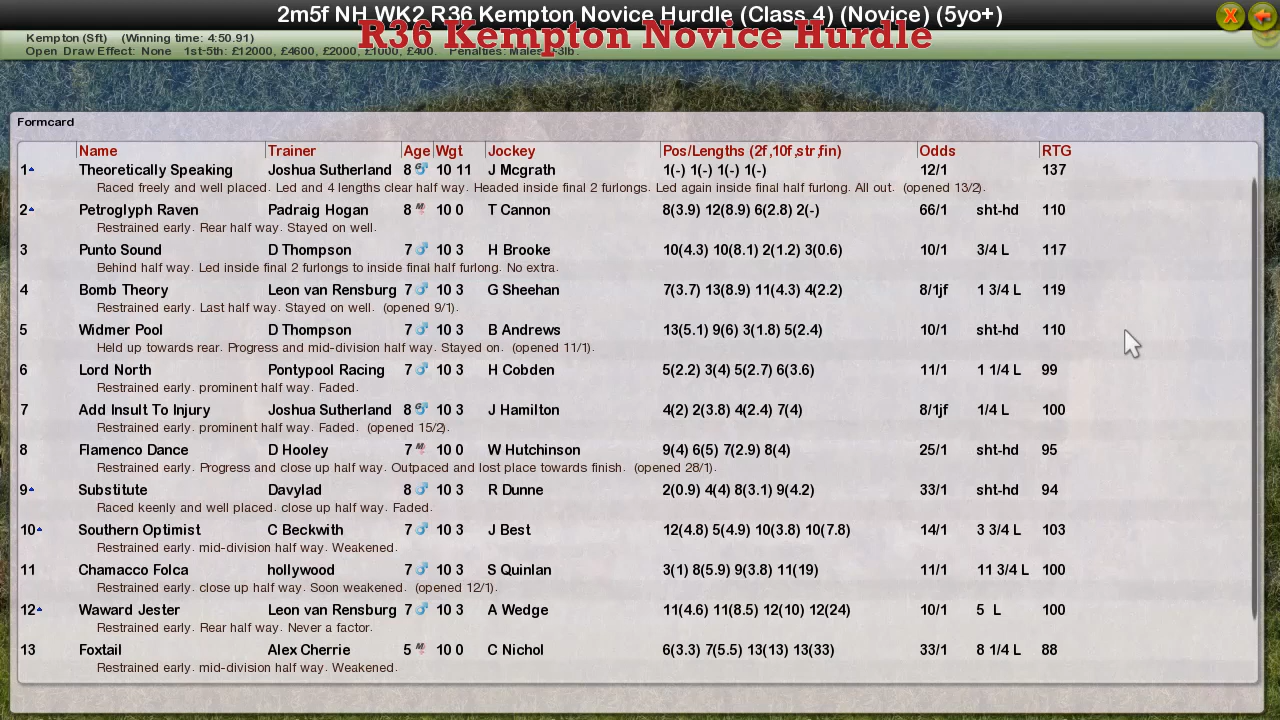 2m5f NH WK2 R36 Kempton Novice Hurdle (Class 4) (Novice) (5yo+)
R36 Kempton Novice Hurdle
Kempton (Sft) (Winning time: 4:50.91)
Open Draw Effect: None 1st-5th: £12000, £4600, £2000, £1000, £400. Penalties: Males 3lb.
Formcard
Name Trainer Age Wgt Jockey Pos/Lengths (2f,10f,str,fin) Odds RTG
1 Theoretically Speaking Joshua Sutherland 8 10 11 J Mcgrath 1(-) 1(-) 1(-) 1(-) 12/1 137
Raced freely and well placed. Led and 4 lengths clear half way. Headed inside final 2 furlongs. Led again inside final half furlong. All out. (opened 13/2).
2 Petroglyph Raven Padraig Hogan 8 10 0 T Cannon 8(3.9) 12(8.9) 6(2.8) 2(-) 66/1 sht-hd 110
Restrained early. Rear half way. Stayed on well.
3 Punto Sound D Thompson 7 10 3 H Brooke 10(4.3) 10(8.1) 2(1.2) 3(0.6) 10/1 3/4 L 117
Behind half way. Led inside final 2 furlongs to inside final half furlong. No extra.
4 Bomb Theory Leon van Rensburg 7 10 3 G Sheehan 7(3.7) 13(8.9) 11(4.3) 4(2.2) 8/1jf 1 3/4 L 119
Restrained early. Last half way. Stayed on well. (opened 9/1).
5 Widmer Pool D Thompson 7 10 3 B Andrews 13(5.1) 9(6) 3(1.8) 5(2.4) 10/1 sht-hd 110
Held up towards rear. Progress and mid-division half way. Stayed on. (opened 11/1).
6 Lord North Pontypool Racing 7 10 3 H Cobden 5(2.2) 3(4) 5(2.7) 6(3.6) 11/1 1 1/4 L 99
Restrained early. prominent half way. Faded.
7 Add Insult To Injury Joshua Sutherland 8 10 3 J Hamilton 4(2) 2(3.8) 4(2.4) 7(4) 8/1jf 1/4 L 100
Restrained early. prominent half way. Faded. (opened 15/2).
8 Flamenco Dance D Hooley 7 10 0 W Hutchinson 9(4) 6(5) 7(2.9) 8(4) 25/1 sht-hd 95
Restrained early. Progress and close up half way. Outpaced and lost place towards finish. (opened 28/1).
9 Substitute Davylad 8 10 3 R Dunne 2(0.9) 4(4) 8(3.1) 9(4.2) 33/1 sht-hd 94
Raced keenly and well placed. close up half way. Faded.
10 Southern Optimist C Beckwith 7 10 3 J Best 12(4.8) 5(4.9) 10(3.8) 10(7.8) 14/1 3 3/4 L 103
Restrained early. mid-division half way. Weakened.
11 Chamacco Folca hollywood 7 10 3 S Quinlan 3(1) 8(5.9) 9(3.8) 11(19) 11/1 11 3/4 L 100
Restrained early. close up half way. Soon weakened. (opened 12/1).
12 Waward Jester Leon van Rensburg 7 10 3 A Wedge 11(4.6) 11(8.5) 12(10) 12(24) 10/1 5 L 100
Restrained early. Rear half way. Never a factor.
13 Foxtail Alex Cherrie 5 10 0 C Nichol 6(3.3) 7(5.5) 13(13) 13(33) 33/1 8 1/4 L 88
Restrained early. mid-division half way. Weakened.